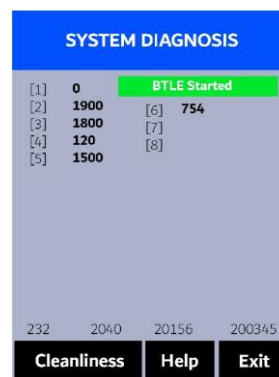 SYSTEM DIAGNOSIS
[1] 0 BTLE Started
[2] 1900 [6] 754
[3] 1800 [7]
[4] 120 [8]
[5] 1500
232 2040 20156 200345
Cleanliness Help Exit